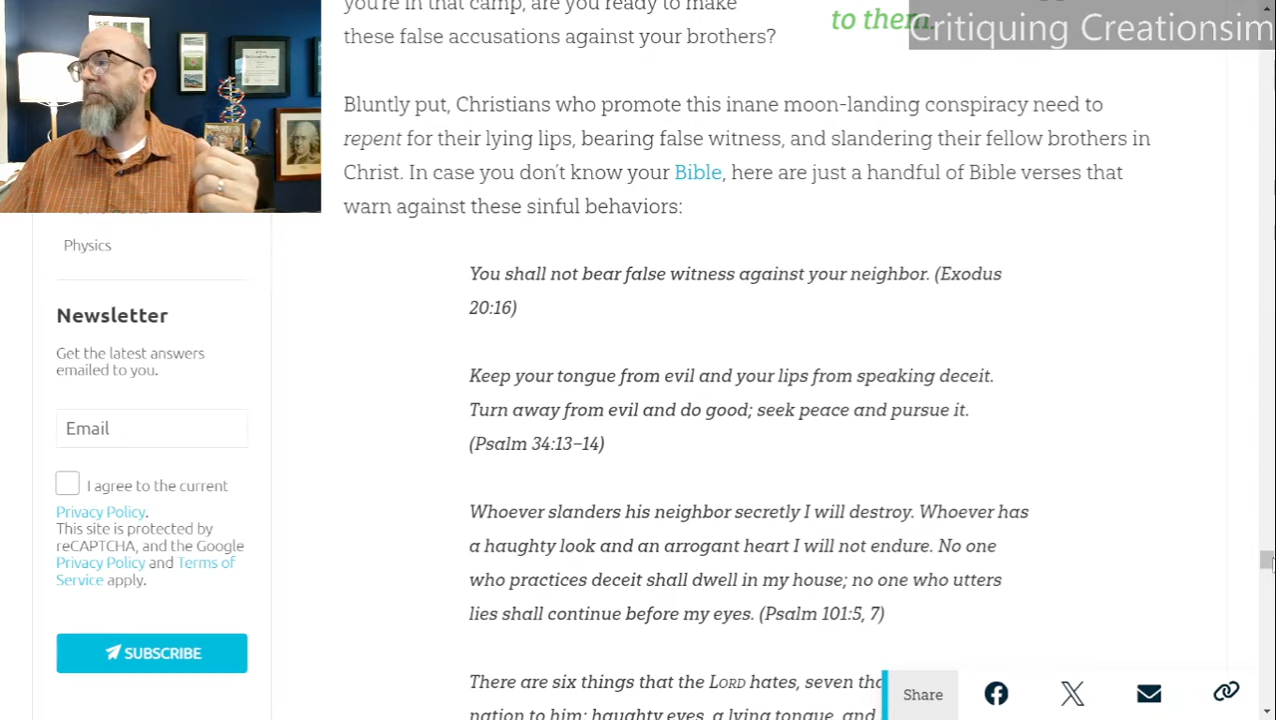 you're in that camp, are you ready to make
these false accusations against your brothers?
to them.
Critiquing Creationsim
Bluntly put, Christians who promote this inane moon-landing conspiracy need to
repent for their lying lips, bearing false witness, and slandering their fellow brothers in
Christ. In case you don't know your Bible, here are just a handful of Bible verses that
warn against these sinful behaviors:
You shall not bear false witness against your neighbor. (Exodus
20:16)
Keep your tongue from evil and your lips from speaking deceit.
Turn away from evil and do good; seek peace and pursue it.
(Psalm 34:13–14)
Whoever slanders his neighbor secretly I will destroy. Whoever has
a haughty look and an arrogant heart I will not endure. No one
who practices deceit shall dwell in my house; no one who utters
lies shall continue before my eyes. (Psalm 101:5, 7)
There are six things that the LORD hates, seven
nation to him: haughty eyes, a lying tongue, and
Physics
Newsletter
Get the latest answers
emailed to you.
Email
I agree to the current
Privacy Policy.
This site is protected by
reCAPTCHA, and the Google
Privacy Policy and Terms of
Service apply.
SUBSCRIBE
Share